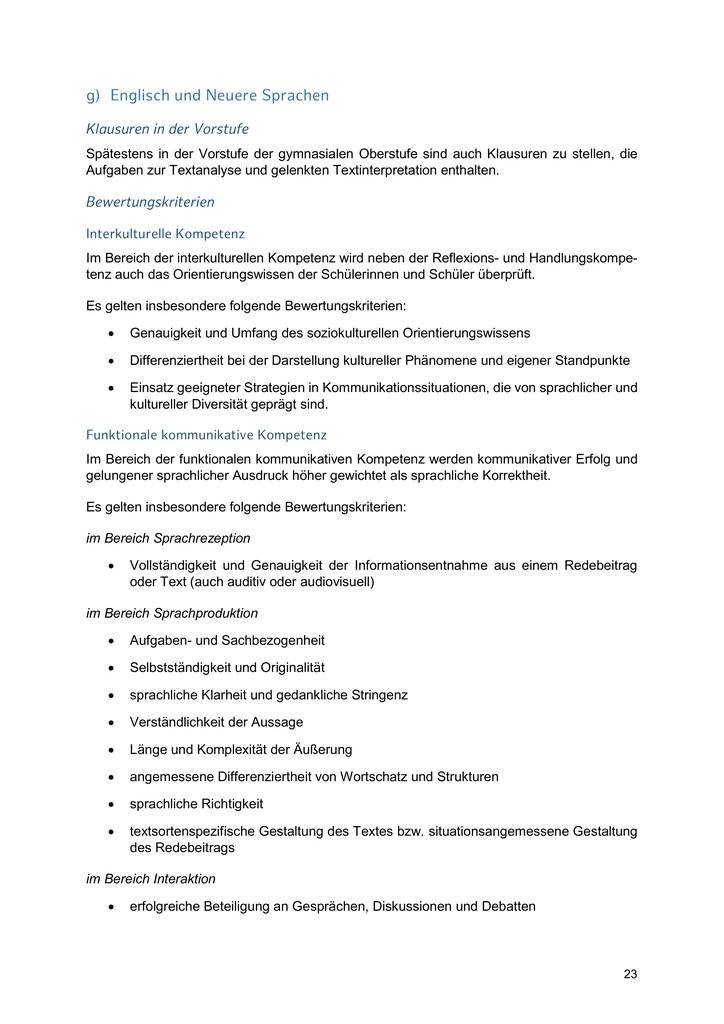 g) Englisch und Neuere Sprachen
Klausuren in der Vorstufe
Spätestens in der Vorstufe der gymnasialen Oberstufe sind auch Klausuren zu stellen, die
Aufgaben zur Textanalyse und gelenkten Textinterpretation enthalten.
Bewertungskriterien
Interkulturelle Kompetenz
Im Bereich der interkulturellen Kompetenz wird neben der Reflexions- und Handlungskompe-
tenz auch das Orientierungswissen der Schülerinnen und Schüler überprüft.
Es gelten insbesondere folgende Bewertungskriterien:
• Genauigkeit und Umfang des soziokulturellen Orientierungswissens
• Differenziertheit bei der Darstellung kultureller Phänomene und eigener Standpunkte
• Einsatz geeigneter Strategien in Kommunikationssituationen, die von sprachlicher und
kultureller Diversität geprägt sind.
Funktionale kommunikative Kompetenz
Im Bereich der funktionalen kommunikativen Kompetenz werden kommunikativer Erfolg und
gelungener sprachlicher Ausdruck höher gewichtet als sprachliche Korrektheit.
Es gelten insbesondere folgende Bewertungskriterien:
im Bereich Sprachrezeption
• Vollständigkeit und Genauigkeit der Informationsentnahme aus einem Redebeitrag
oder Text (auch auditiv oder audiovisuell)
im Bereich Sprachproduktion
• Aufgaben- und Sachbezogenheit
• Selbstständigkeit und Originalität
• sprachliche Klarheit und gedankliche Stringenz
• Verständlichkeit der Aussage
• Länge und Komplexität der Äußerung
• angemessene Differenziertheit von Wortschatz und Strukturen
• sprachliche Richtigkeit
• textsortenspezifische Gestaltung des Textes bzw. situationsangemessene Gestaltung
des Redebeitrags
im Bereich Interaktion
• erfolgreiche Beteiligung an Gesprächen, Diskussionen und Debatten
23